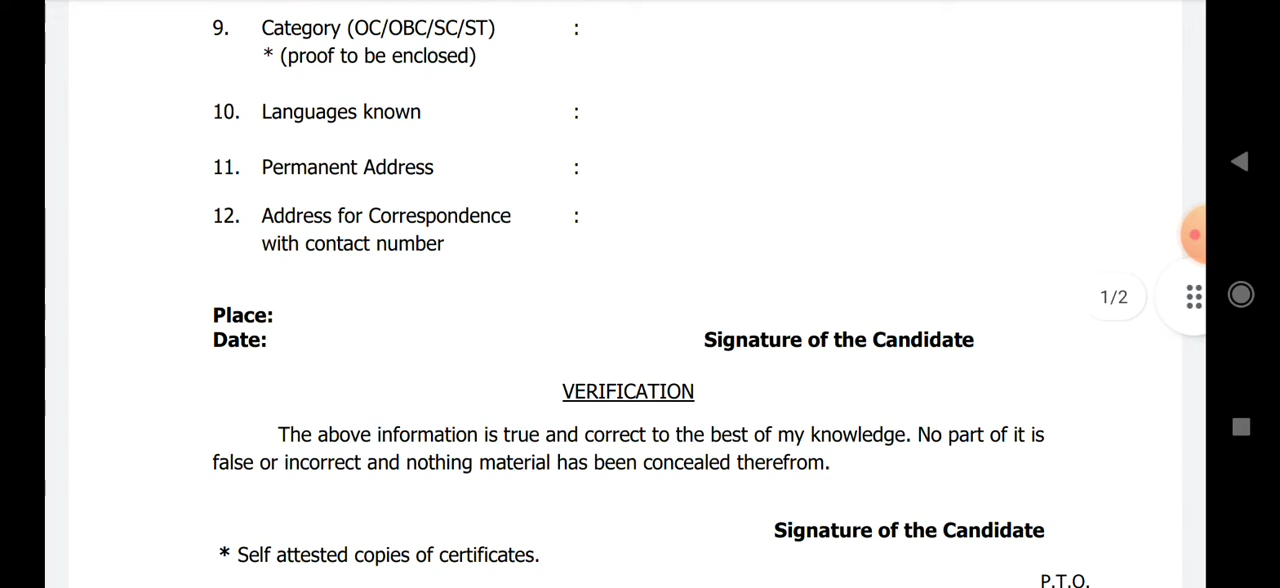 9. Category (OC/OBC/SC/ST) :
* (proof to be enclosed)
10. Languages known :
11. Permanent Address :
12. Address for Correspondence :
with contact number
1/2
Place:
Date: Signature of the Candidate
VERIFICATION
The above information is true and correct to the best of my knowledge. No part of it is
false or incorrect and nothing material has been concealed therefrom.
Signature of the Candidate
* Self attested copies of certificates.
P.T.O.